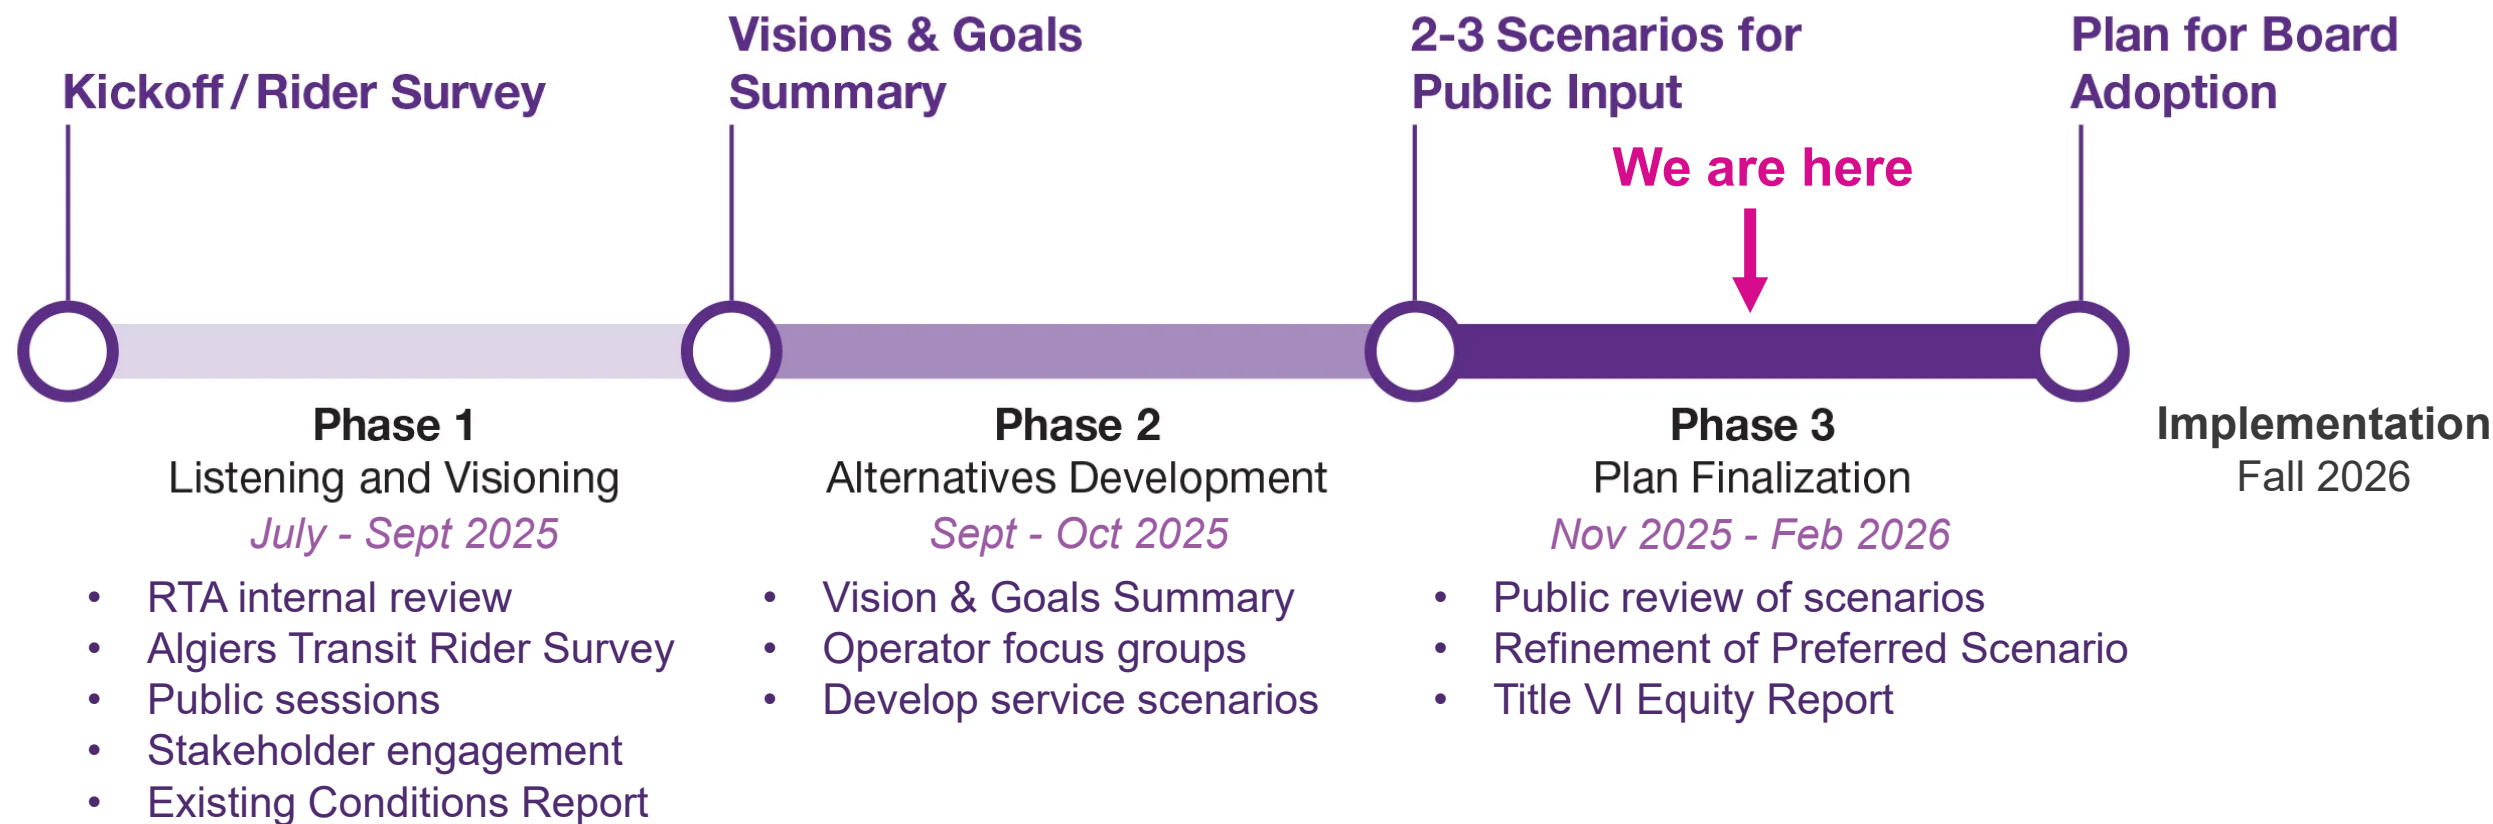 Kickoff / Rider Survey
Visions & Goals
Summary
2-3 Scenarios for
Public Input
Plan for Board
Adoption
We are here
Phase 1
Listening and Visioning
July - Sept 2025
• RTA internal review
• Algiers Transit Rider Survey
• Public sessions
• Stakeholder engagement
• Existing Conditions Report
Phase 2
Alternatives Development
Sept - Oct 2025
• Vision & Goals Summary
• Operator focus groups
• Develop service scenarios
Phase 3
Plan Finalization
Nov 2025 - Feb 2026
• Public review of scenarios
• Refinement of Preferred Scenario
• Title VI Equity Report
Implementation
Fall 2026